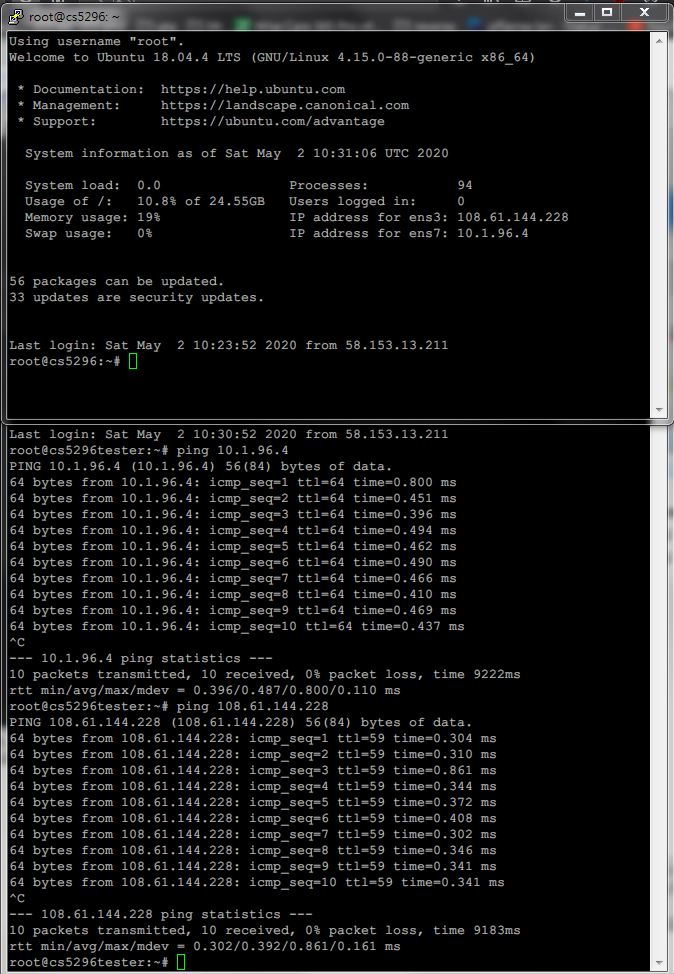 root@cs5296: ~
Using username "root".
Welcome to Ubuntu 18.04.4 LTS (GNU/Linux 4.15.0-88-generic x86_64)
* Documentation:  https://help.ubuntu.com
* Management:     https://landscape.canonical.com
* Support:        https://ubuntu.com/advantage
System information as of Sat May  2 10:31:06 UTC 2020
System load:  0.0                Processes:           94
Usage of /:   10.8% of 24.55GB   Users logged in:     0
Memory usage: 19%                IP address for ens3: 108.61.144.228
Swap usage:   0%                 IP address for ens7: 10.1.96.4
56 packages can be updated.
33 updates are security updates.
Last login: Sat May  2 10:23:52 2020 from 58.153.13.211
root@cs5296:~#
Last login: Sat May  2 10:30:52 2020 from 58.153.13.211
root@cs5296tester:~# ping 10.1.96.4
PING 10.1.96.4 (10.1.96.4) 56(84) bytes of data.
64 bytes from 10.1.96.4: icmp_seq=1 ttl=64 time=0.800 ms
64 bytes from 10.1.96.4: icmp_seq=2 ttl=64 time=0.451 ms
64 bytes from 10.1.96.4: icmp_seq=3 ttl=64 time=0.396 ms
64 bytes from 10.1.96.4: icmp_seq=4 ttl=64 time=0.494 ms
64 bytes from 10.1.96.4: icmp_seq=5 ttl=64 time=0.462 ms
64 bytes from 10.1.96.4: icmp_seq=6 ttl=64 time=0.490 ms
64 bytes from 10.1.96.4: icmp_seq=7 ttl=64 time=0.466 ms
64 bytes from 10.1.96.4: icmp_seq=8 ttl=64 time=0.410 ms
64 bytes from 10.1.96.4: icmp_seq=9 ttl=64 time=0.469 ms
64 bytes from 10.1.96.4: icmp_seq=10 ttl=64 time=0.437 ms
^C
--- 10.1.96.4 ping statistics ---
10 packets transmitted, 10 received, 0% packet loss, time 9222ms
rtt min/avg/max/mdev = 0.396/0.487/0.800/0.110 ms
root@cs5296tester:~# ping 108.61.144.228
PING 108.61.144.228 (108.61.144.228) 56(84) bytes of data.
64 bytes from 108.61.144.228: icmp_seq=1 ttl=59 time=0.304 ms
64 bytes from 108.61.144.228: icmp_seq=2 ttl=59 time=0.310 ms
64 bytes from 108.61.144.228: icmp_seq=3 ttl=59 time=0.861 ms
64 bytes from 108.61.144.228: icmp_seq=4 ttl=59 time=0.344 ms
64 bytes from 108.61.144.228: icmp_seq=5 ttl=59 time=0.372 ms
64 bytes from 108.61.144.228: icmp_seq=6 ttl=59 time=0.408 ms
64 bytes from 108.61.144.228: icmp_seq=7 ttl=59 time=0.302 ms
64 bytes from 108.61.144.228: icmp_seq=8 ttl=59 time=0.346 ms
64 bytes from 108.61.144.228: icmp_seq=9 ttl=59 time=0.341 ms
64 bytes from 108.61.144.228: icmp_seq=10 ttl=59 time=0.341 ms
^C
--- 108.61.144.228 ping statistics ---
10 packets transmitted, 10 received, 0% packet loss, time 9183ms
rtt min/avg/max/mdev = 0.302/0.392/0.861/0.161 ms
root@cs5296tester:~#